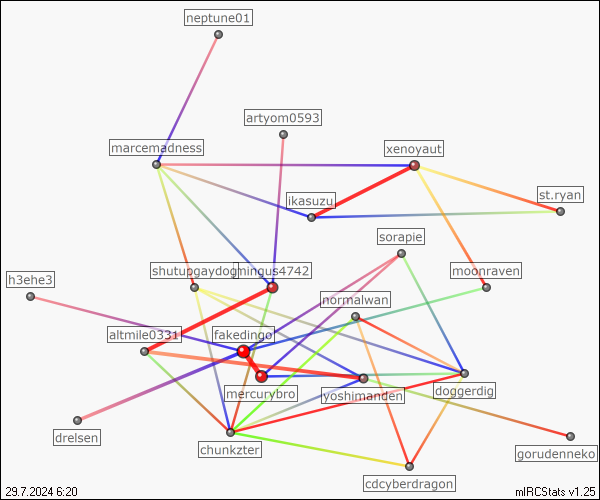 neptune01
artyom0593
marcemadness
xenoyaut
ikasuzu
st.ryan
sorapie
shutupgaydog
mingus4742
moonraven
h3ehe3
normalwan
altmile0331
fakedingo
mercurybro
yoshimanden
doggerdig
drelsen
chunkzter
gorudenneko
cdcyberdragon
29.7.2024 6:20
mIRCStats v1.25